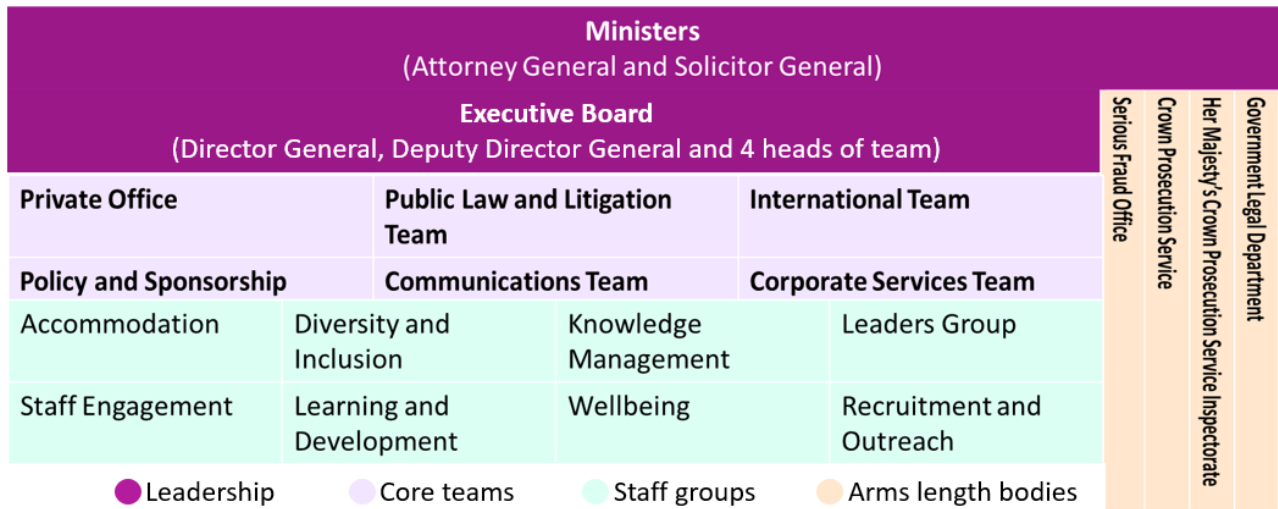 Ministers
(Attorney General and Solicitor General)
Executive Board
(Director General, Deputy Director General and 4 heads of team)
Private Office
Public Law and Litigation
Team
International Team
Policy and Sponsorship
Communications Team
Corporate Services Team
Accommodation
Diversity and
Inclusion
Knowledge
Management
Leaders Group
Staff Engagement
Learning and
Development
Wellbeing
Recruitment and
Outreach
Serious Fraud Office
Crown Prosecution Service
Her Majesty's Crown Prosecution Service Inspectorate
Government Legal Department
Leadership
Core teams
Staff groups
Arms length bodies